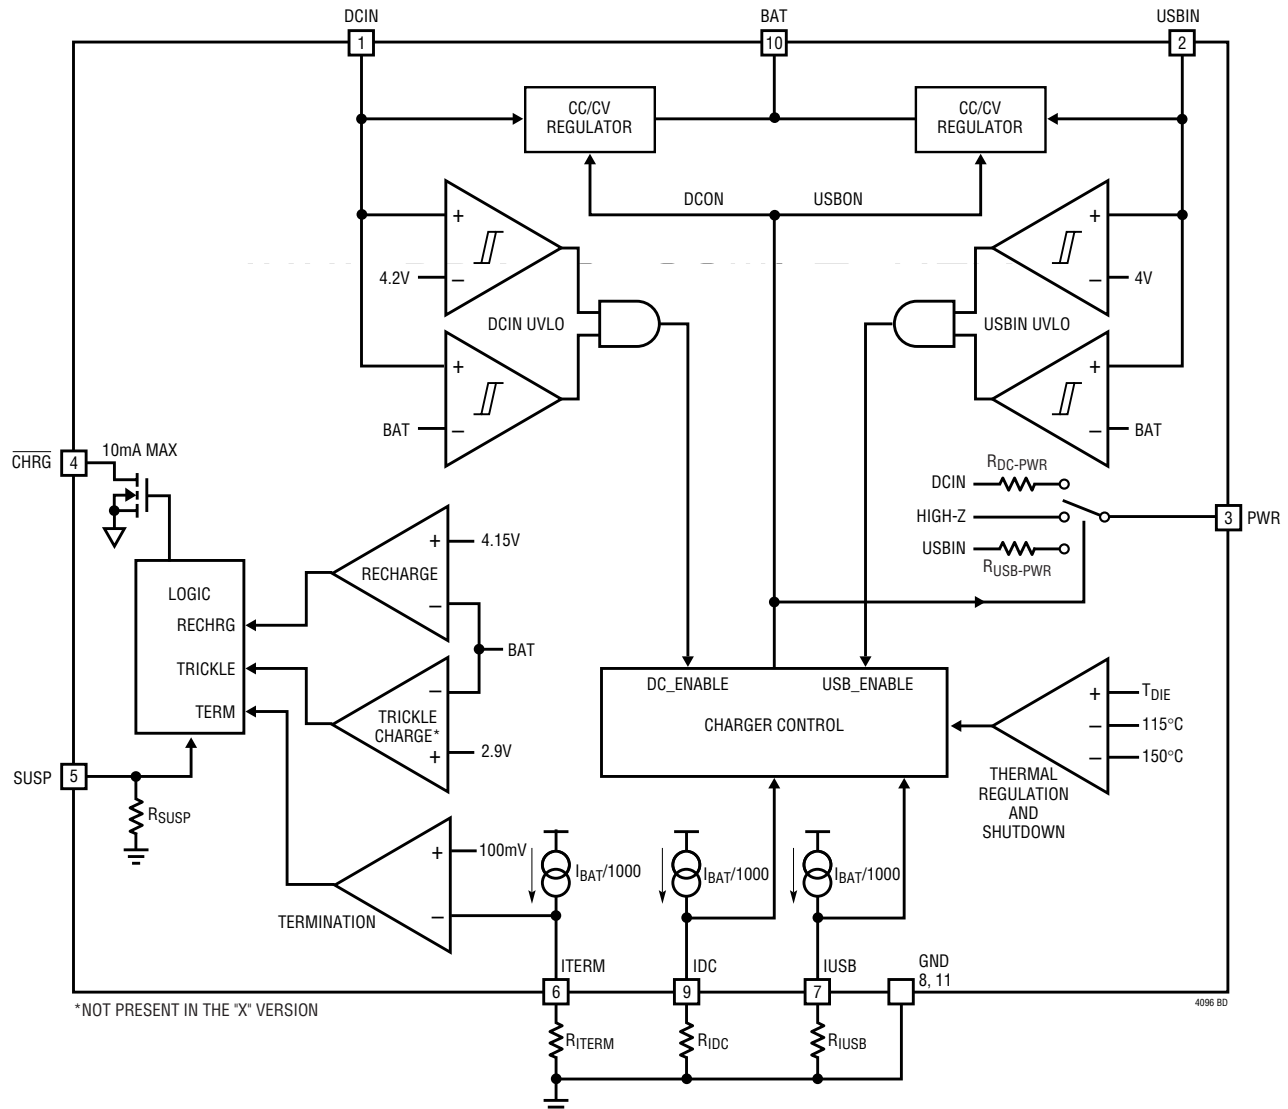 DCIN
BAT
USBIN
1
10
2
CC/CV
REGULATOR
CC/CV
REGULATOR
DCON
USBON
+
4.2V
−
+
−
4V
DCIN UVLO
USBIN UVLO
+
BAT
−
+
−
BAT
CHRG
4
10mA MAX
DCIN
RDC-PWR
HIGH-Z
3
PWR
USBIN
RUSB-PWR
+
4.15V
RECHARGE
−
LOGIC
RECHRG
TRICKLE
TERM
BAT
−
TRICKLE
CHARGE*
+
2.9V
DC_ENABLE
USB_ENABLE
CHARGER CONTROL
+
TDIE
−
115°C
−
150°C
THERMAL
REGULATION
AND
SHUTDOWN
SUSP
5
RSUSP
+
100mV
−
TERMINATION
IBAT/1000
IBAT/1000
IBAT/1000
ITERM
IDC
IUSB
GND
8, 11
6
9
7
*NOT PRESENT IN THE "X" VERSION
4096 BD
RITERM
RIDC
RIUSB